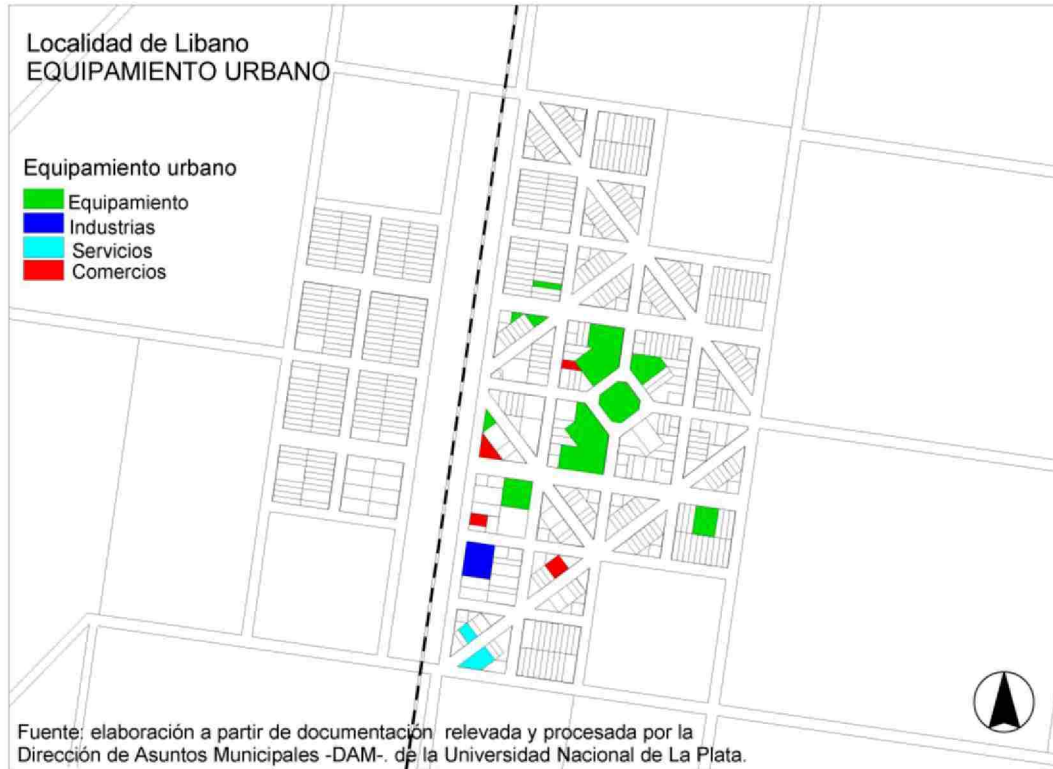 Localidad de Libano
EQUIPAMIENTO URBANO
Equipamiento urbano
Equipamiento
Industrias
Servicios
Comercios
Fuente: elaboración a partir de documentación relevada y procesada por la
Dirección de Asuntos Municipales -DAM-. de la Universidad Nacional de La Plata.